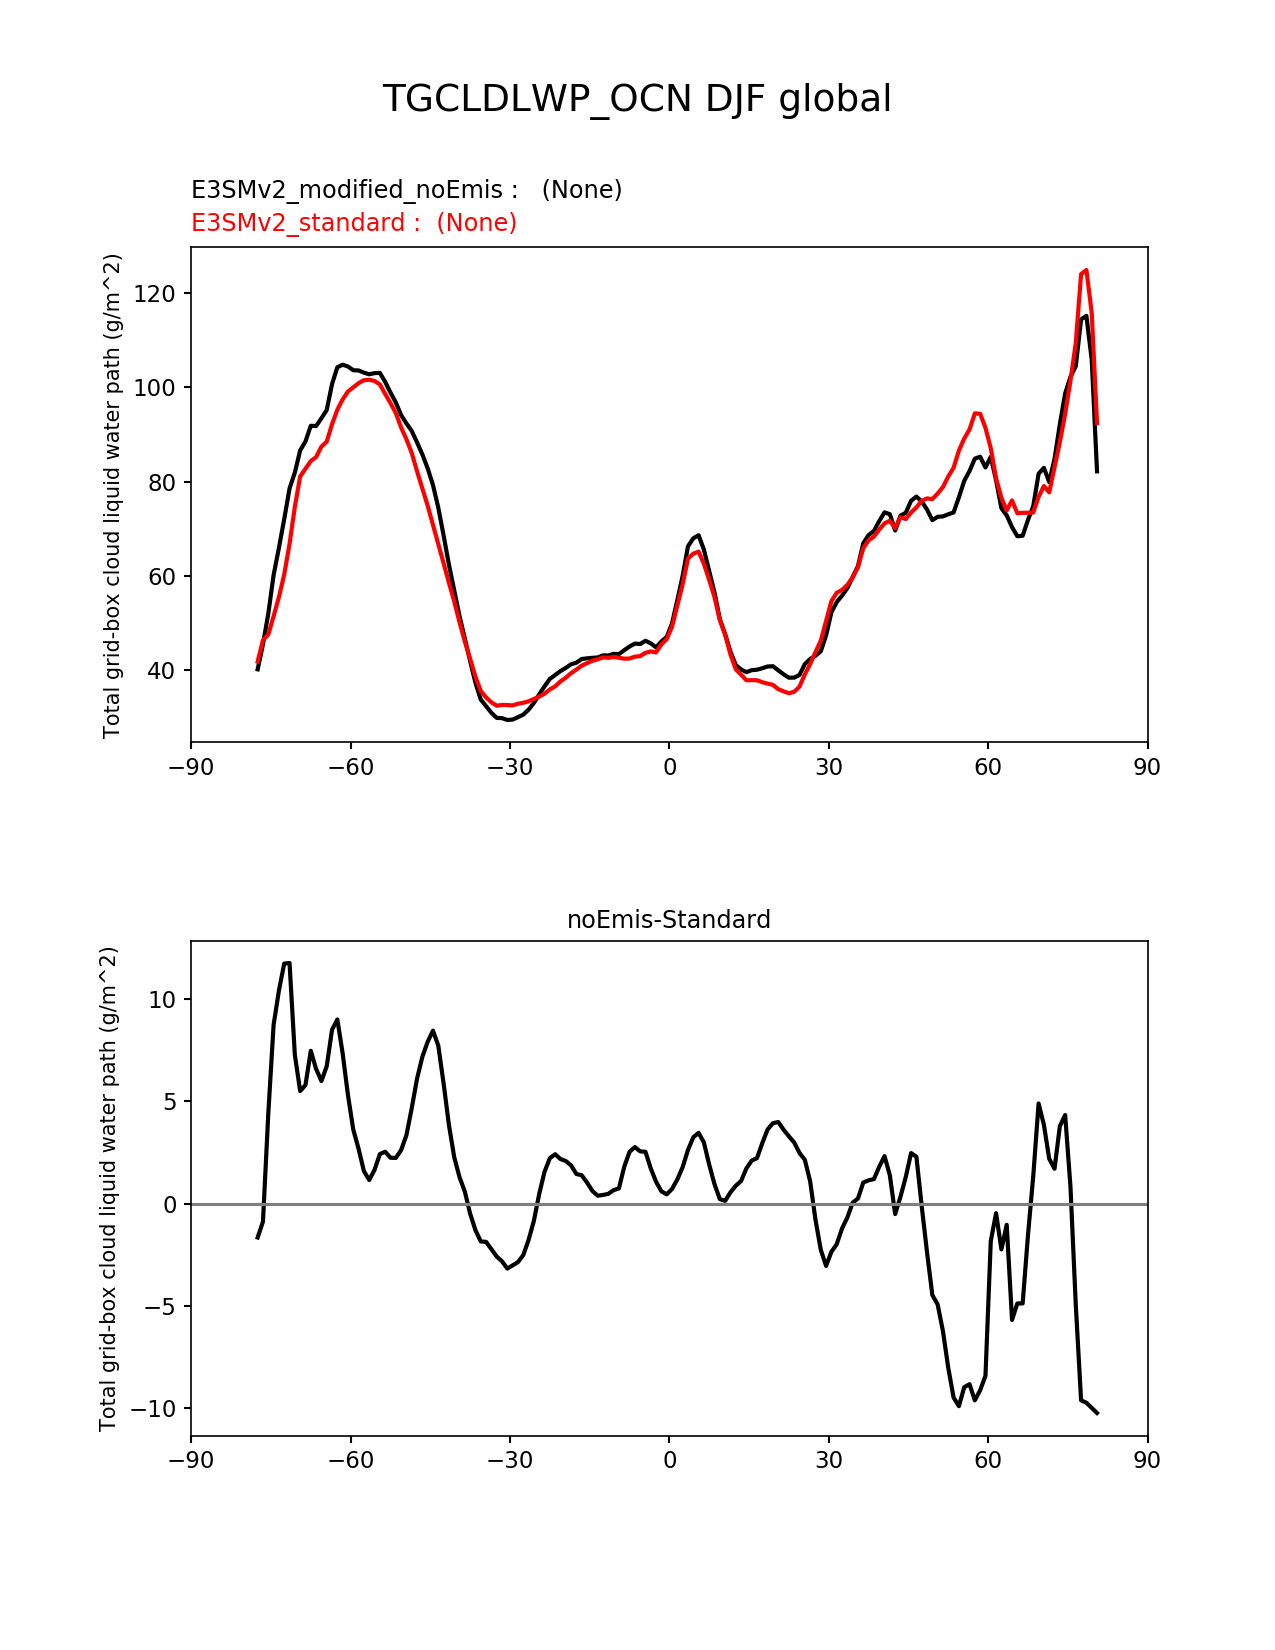 TGCLDLWP_OCN DJF global
E3SMv2_modified_noEmis :   (None)
E3SMv2_standard :  (None)
Total grid-box cloud liquid water path (g/m^2)
120
100
80
60
40
−90 −60 −30 0 30 60 90
noEmis-Standard
Total grid-box cloud liquid water path (g/m^2)
10
5
0
−5
−10
−90 −60 −30 0 30 60 90